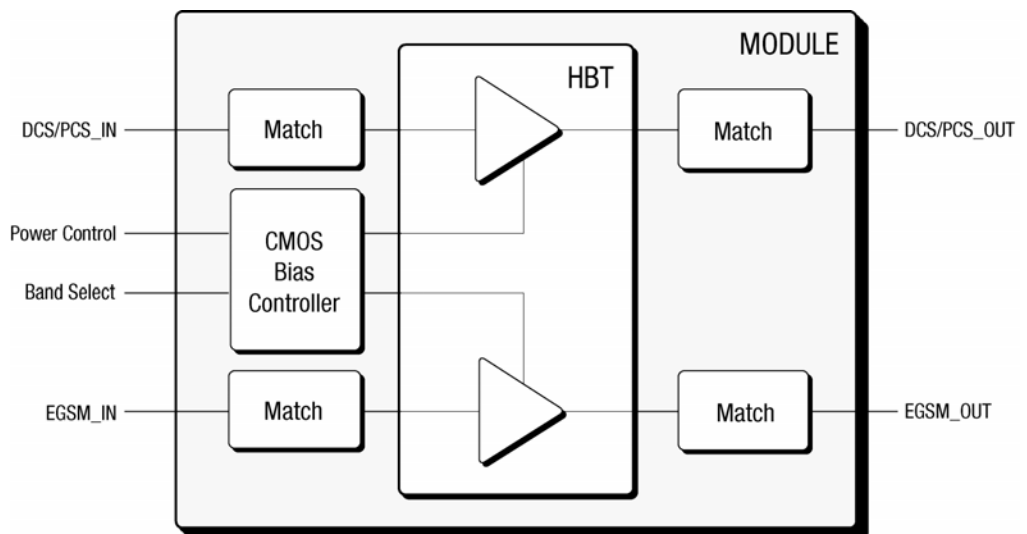 MODULE
HBT
DCS/PCS_IN
Match
Match
DCS/PCS_OUT
Power Control
Band Select
CMOS
Bias
Controller
EGSM_IN
Match
Match
EGSM_OUT